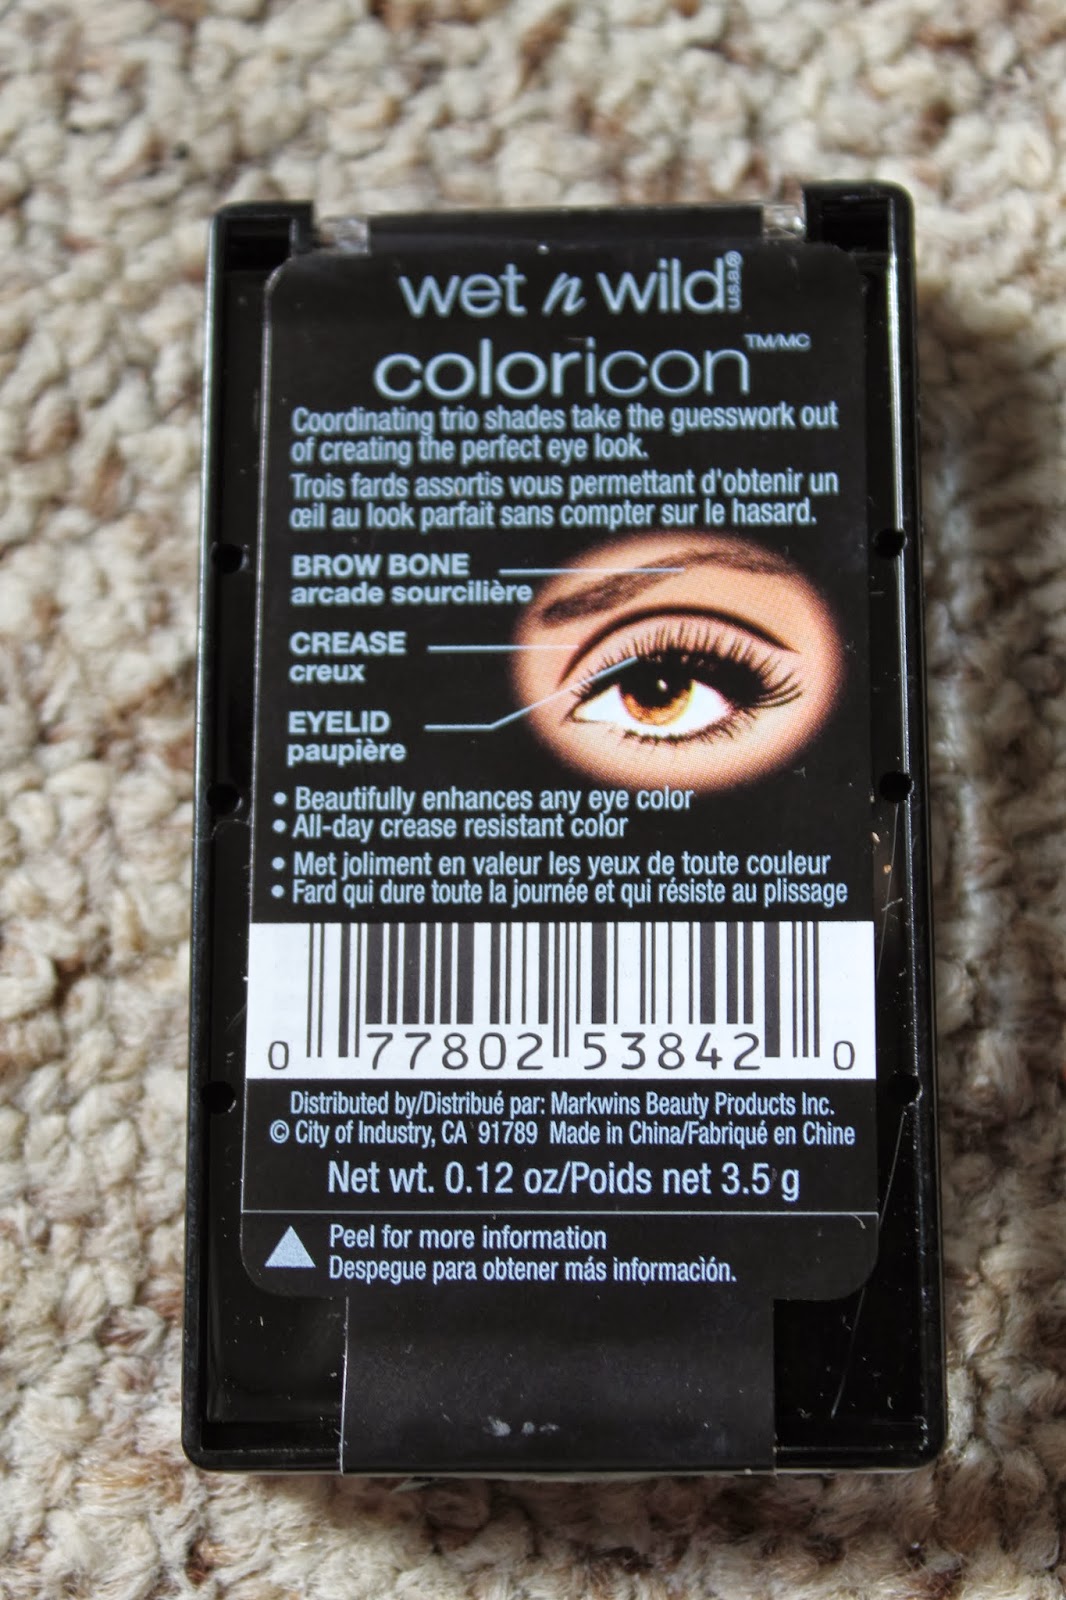 wet n wild u.s.a.®
coloricon TM/MC
Coordinating trio shades take the guesswork out
of creating the perfect eye look.
Trois fards assortis vous permettant d'obtenir un
œil au look parfait sans compter sur le hasard.
BROW BONE
arcade sourcilière
CREASE
creux
EYELID
paupière
• Beautifully enhances any eye color
• All-day crease resistant color
• Met joliment en valeur les yeux de toute couleur
• Fard qui dure toute la journée et qui résiste au plissage
0 77802 53842 0
Distributed by/Distribué par: Markwins Beauty Products Inc.
© City of Industry, CA 91789 Made in China/Fabriqué en Chine
Net wt. 0.12 oz/Poids net 3.5 g
Peel for more information
Despegue para obtener más informaciòn.